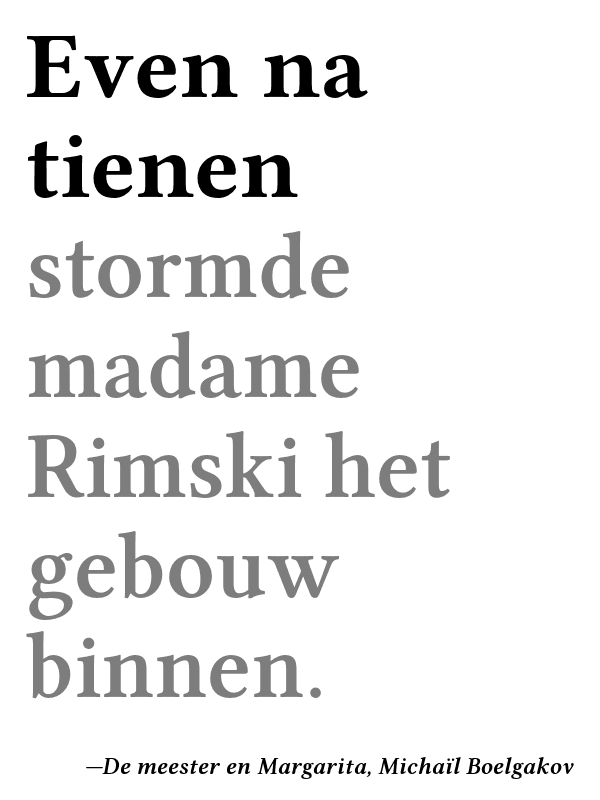 Even na
tienen
stormde
madame
Rimski het
gebouw
binnen.
—De meester en Margarita, Michaïl Boelgakov